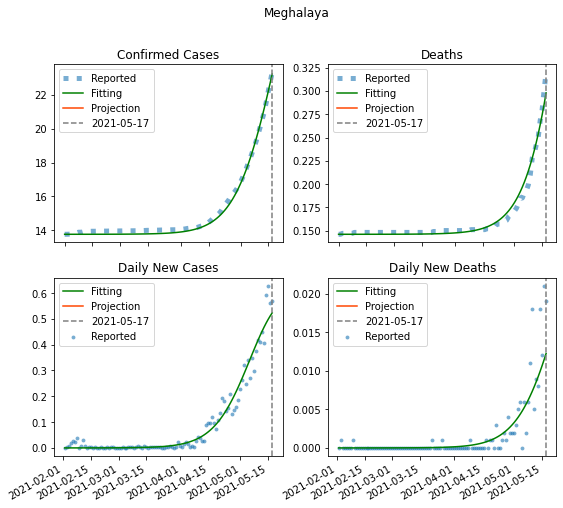 Meghalaya
Confirmed Cases
Reported
Fitting
Projection
2021-05-17
22
20
18
16
14
Deaths
Reported
Fitting
Projection
2021-05-17
0.325
0.300
0.275
0.250
0.225
0.200
0.175
0.150
Daily New Cases
Fitting
Projection
2021-05-17
Reported
0.6
0.5
0.4
0.3
0.2
0.1
0.0
2021-02-01
2021-02-15
2021-03-01
2021-03-15
2021-04-01
2021-04-15
2021-05-01
2021-05-15
Daily New Deaths
Fitting
Projection
2021-05-17
Reported
0.020
0.015
0.010
0.005
0.000
2021-02-01
2021-02-15
2021-03-01
2021-03-15
2021-04-01
2021-04-15
2021-05-01
2021-05-15